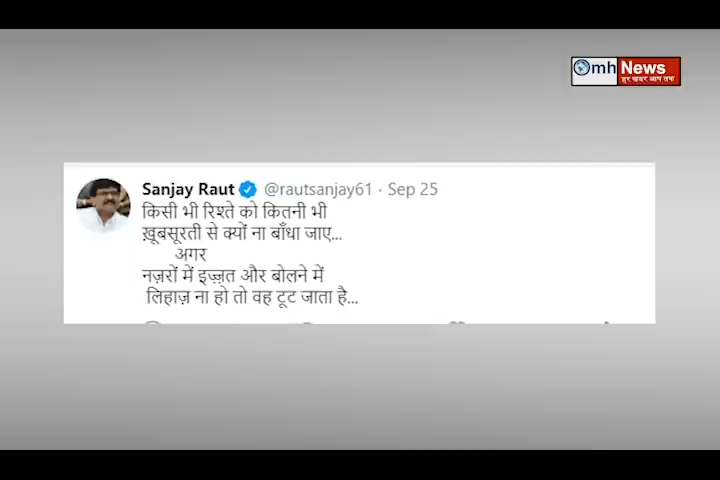 mh News
हर खबर आप तक
Sanjay Raut @rautsanjay61 · Sep 25
किसी भी रिश्ते को कितनी भी
ख़ूबसूरती से क्यों ना बाँधा जाए...
अगर
नज़रों में इज़्ज़त और बोलने में
लिहाज़ ना हो तो वह टूट जाता है...